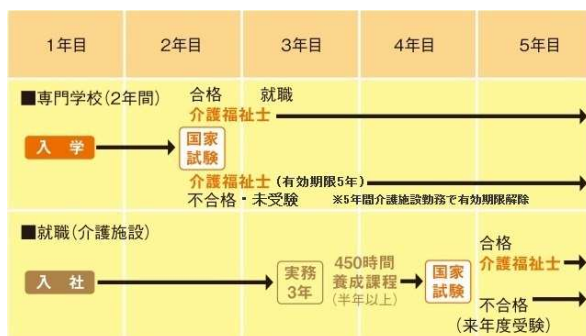 1年目 2年目 3年目 4年目 5年目
■専門学校(2年間)
合格 就職
介護福祉士
入学
国家
試験
介護福祉士(有効期限5年)
不合格・未受験 ※5年間介護施設勤務で有効期限解除
■就職(介護施設)
入社
実務
3年
450時間
養成課程
(半年以上)
国家
試験
合格
介護福祉士
不合格
(来年度受験)